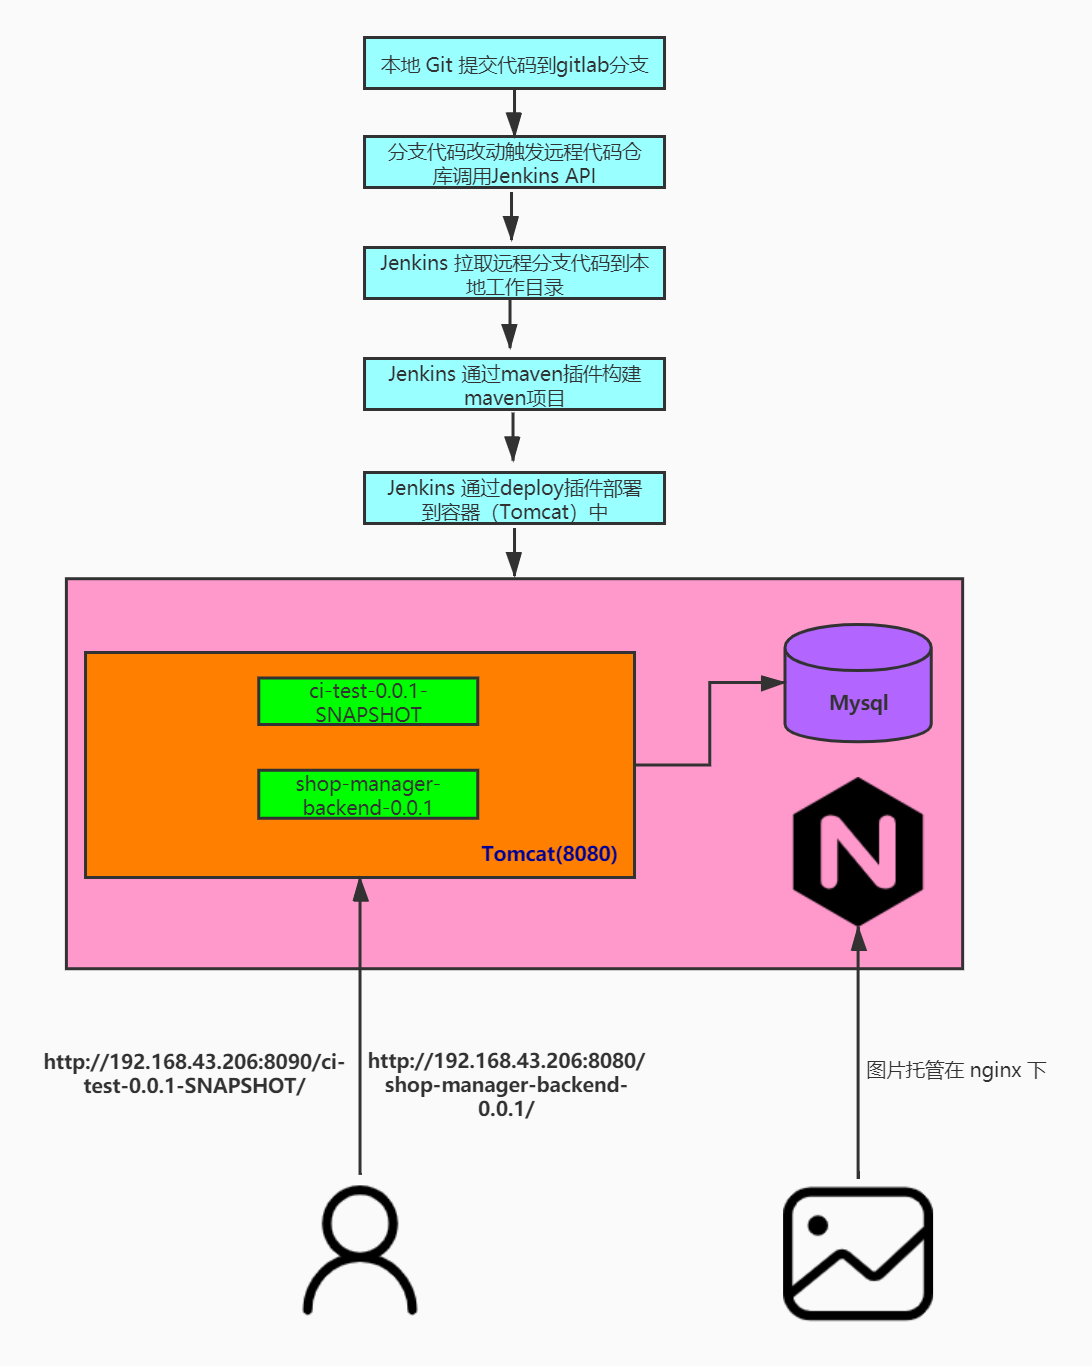 本地 Git 提交代码到gitlab分支
分支代码改动触发远程代码仓
库调用Jenkins API
Jenkins 拉取远程分支代码到本
地工作目录
Jenkins 通过maven插件构建
maven项目
Jenkins 通过deploy插件部署
到容器（Tomcat）中
ci-test-0.0.1-
SNAPSHOT
shop-manager-
backend-0.0.1
Tomcat(8080)
Mysql
http://192.168.43.206:8090/ci-
test-0.0.1-SNAPSHOT/
http://192.168.43.206:8080/
shop-manager-backend-
0.0.1/
图片托管在 nginx 下